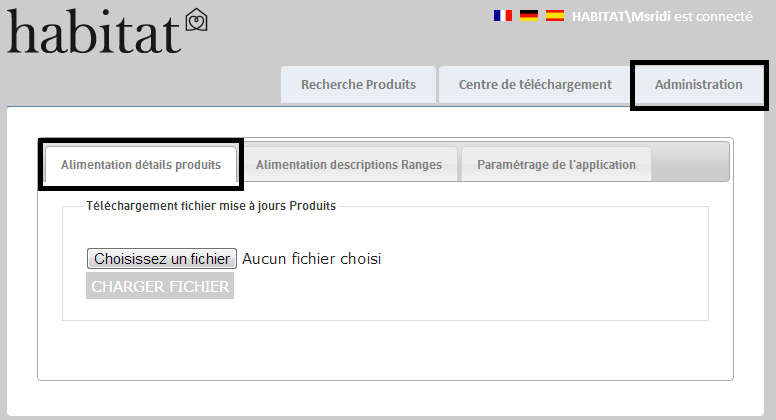 habitat
HABITAT\Msridi est connecté
Recherche Produits
Centre de téléchargement
Administration
Alimentation détails produits
Alimentation descriptions Ranges
Paramétrage de l'application
Téléchargement fichier mise à jours Produits
Choisissez un fichier Aucun fichier choisi
CHARGER FICHIER